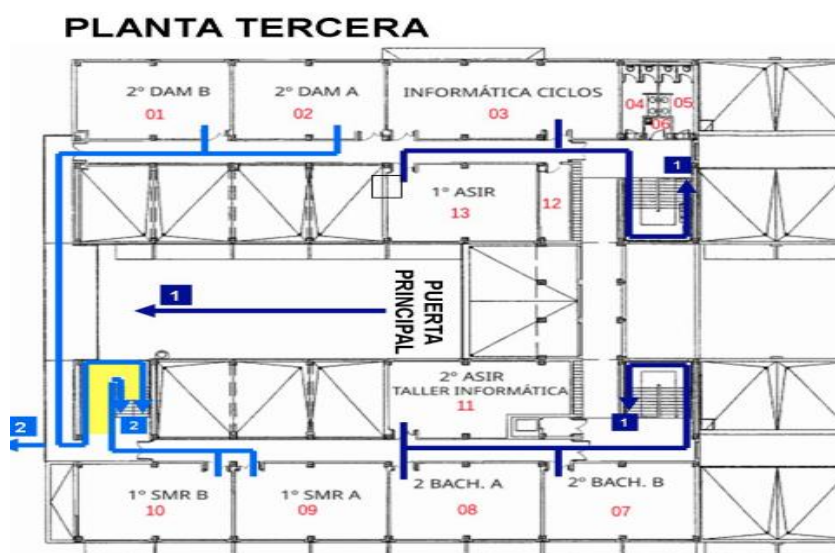 PLANTA TERCERA
2º DAM B
01
2º DAM A
02
INFORMÁTICA CICLOS
03
04
05
06
1
1º ASIR
13
12
1
PUERTA
PRINCIPAL
2º ASIR
TALLER INFORMÁTICA
11
2
2
1
1º SMR B
10
1º SMR A
09
2 BACH. A
08
2º BACH. B
07